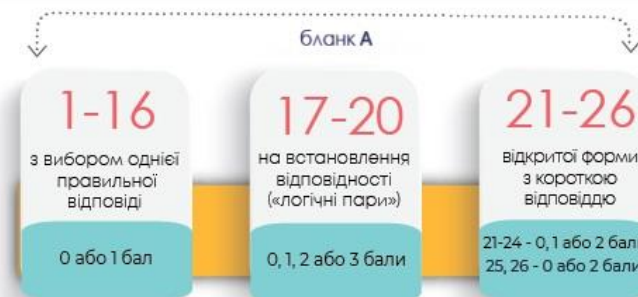 бланк А
1-16
з вибором однієї
правильної
відповіді
0 або 1 бал
17-20
на встановлення
відповідності
(«логічні пари»)
0, 1, 2 або 3 бали
21-26
відкритої форми
з короткою
відповіддю
21-24 - 0, 1 або 2 бали
25, 26 - 0 або 2 бали